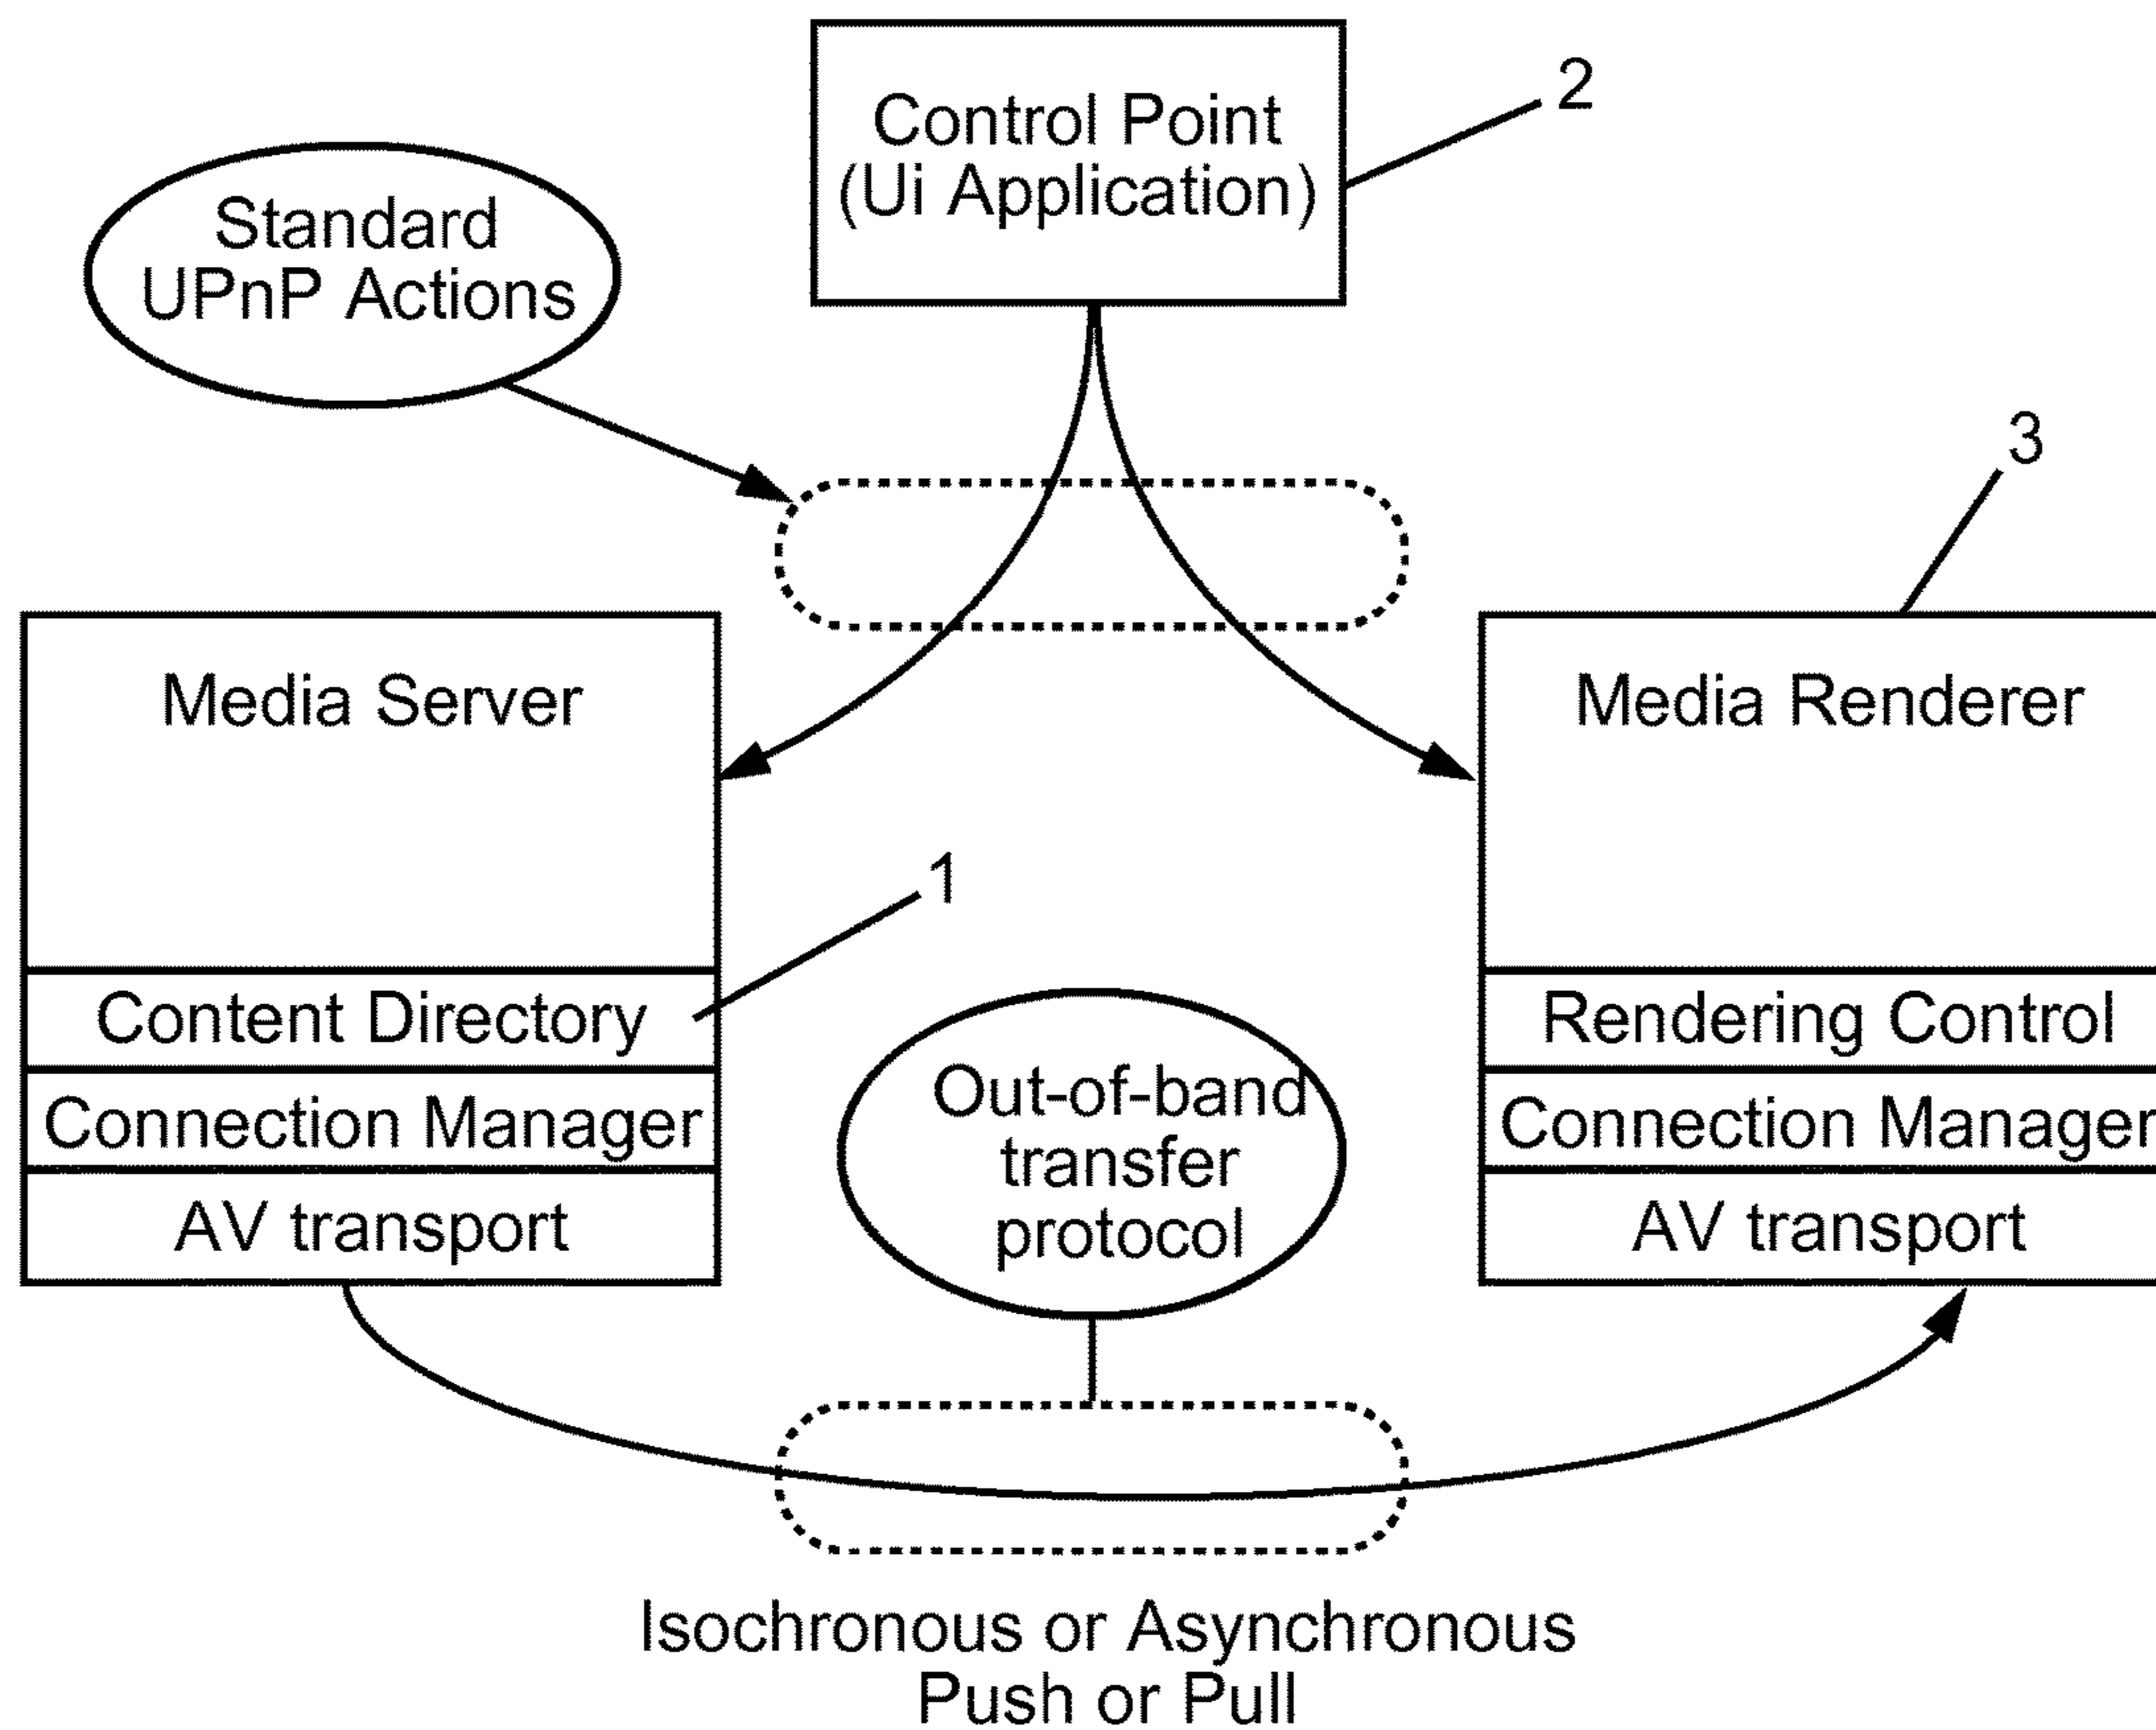 Control Point
(Ui Application)
2
Standard
UPnP Actions
3
Media Server
Media Renderer
1
Content Directory
Connection Manager
AV transport
Out-of-band
transfer
protocol
Rendering Control
Connection Manager
AV transport
Isochronous or Asynchronous
Push or Pull